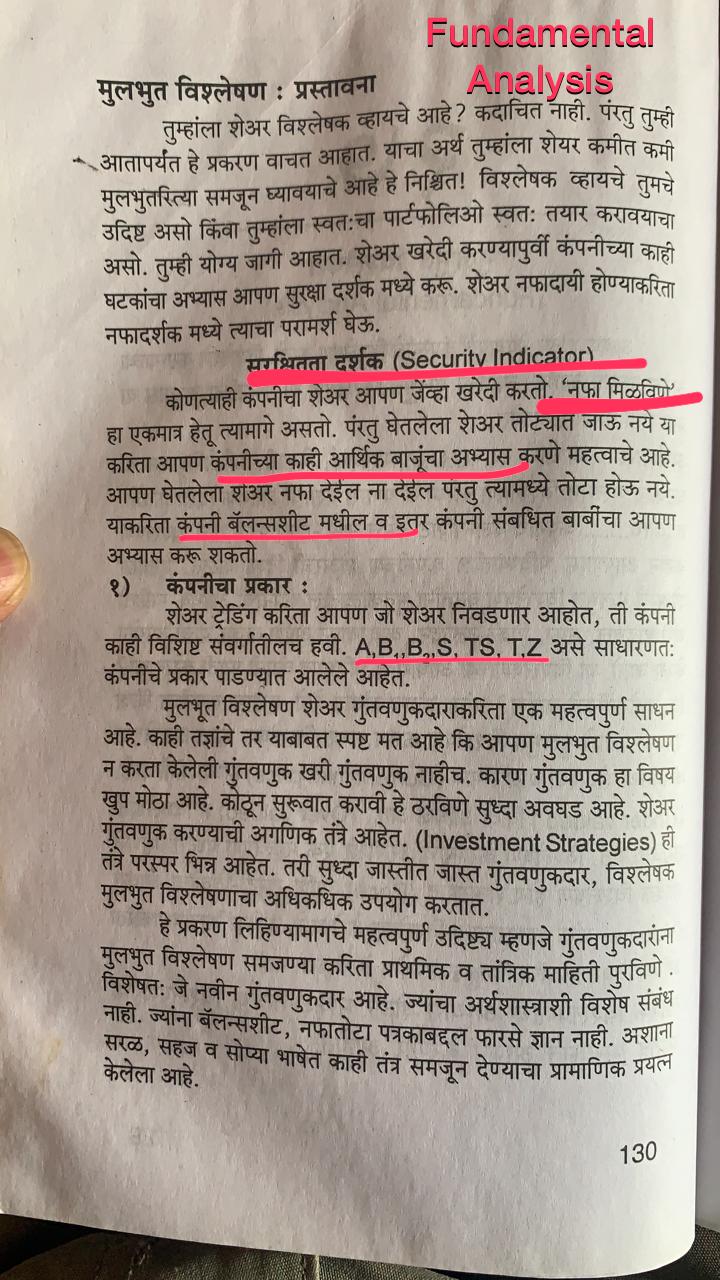 Fundamental
Analysis
मुलभुत विश्लेषण : प्रस्तावना
तुम्हांला शेअर विश्लेषक व्हायचे आहे? कदाचित नाही. पंरतु तुम्ही
आतापर्यंत हे प्रकरण वाचत आहात. याचा अर्थ तुम्हांला शेयर कमीत कमी
मुलभुतरित्या समजून घ्यावयाचे आहे हे निश्चित! विश्लेषक व्हायचे तुमचे
उदिष्ट असो किंवा तुम्हांला स्वतःचा पार्टफोलिओ स्वतः तयार करावयाचा
असो. तुम्ही योग्य जागी आहात. शेअर खरेदी करण्यापुर्वी कंपनीच्या काही
घटकांचा अभ्यास आपण सुरक्षा दर्शक मध्ये करू. शेअर नफादायी होण्याकरिता
नफादर्शक मध्ये त्याचा परामर्श घेऊ.
सुरक्षितता दर्शक (Security Indicator)
कोणत्याही कंपनीचा शेअर आपण जेंव्हा खरेदी करतो. ‘नफा मिळविणे’
हा एकमात्र हेतू त्यामागे असतो. पंरतु घेतलेला शेअर तोट्यात जाऊ नये या
करिता आपण कंपनीच्या काही आर्थिक बाजूंचा अभ्यास करणे महत्वाचे आहे.
आपण घेतलेला शेअर नफा देईल ना देईल परंतु त्यामध्ये तोटा होऊ नये.
याकरिता कंपनी बॅलन्सशीट मधील व इतर कंपनी संबधित बाबींचा आपण
अभ्यास करू शकतो.
१) कंपनीचा प्रकार :
शेअर ट्रेडिंग करिता आपण जो शेअर निवडणार आहोत, ती कंपनी
काही विशिष्ट संवर्गातीलच हवी. A,B₁,B₂,S, TS, T,Z असे साधारणतः
कंपनीचे प्रकार पाडण्यात आलेले आहेत.
मुलभूत विश्लेषण शेअर गुंतवणुकदाराकरिता एक महत्वपुर्ण साधन
आहे. काही तज्ञांचे तर याबाबत स्पष्ट मत आहे कि आपण मुलभुत विश्लेषण
न करता केलेली गुंतवणुक खरी गुंतवणुक नाहीच. कारण गुंतवणुक हा विषय
खुप मोठा आहे. कोठून सुरूवात करावी हे ठरविणे सुध्दा अवघड आहे. शेअर
गुंतवणुक करण्याची अगणिक तंत्रे आहेत. (Investment Strategies) ही
तंत्रे परस्पर भिन्न आहेत. तरी सुध्दा जास्तीत जास्त गुंतवणुकदार, विश्लेषक
मुलभुत विश्लेषणाचा अधिकधिक उपयोग करतात.
हे प्रकरण लिहिण्यामागचे महत्वपुर्ण उदिष्ट्य म्हणजे गुंतवणुकदारांना
मुलभुत विश्लेषण समजण्या करिता प्राथमिक व तांत्रिक माहिती पुरविणे .
विशेषतः जे नवीन गुंतवणुकदार आहे. ज्यांचा अर्थशास्त्राशी विशेष संबंध
नाही. ज्यांना बॅलन्सशीट, नफातोटा पत्रकाबद्दल फारसे ज्ञान नाही. अशाना
सरळ, सहज व सोप्या भाषेत काही तंत्र समजून देण्याचा प्रामाणिक प्रयत्न
केलेला आहे.
130